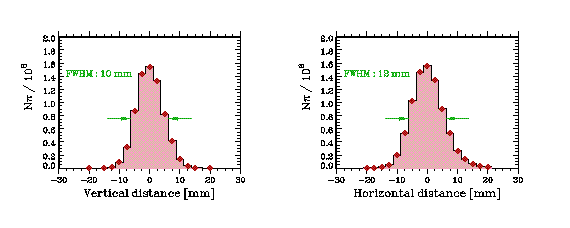 2.0
1.8
1.6
1.4
1.2
1.0
0.8
0.6
0.4
0.2
0.0
Nπ / 10⁸
FWHM : 10 mm
-30 -20 -10 0 10 20 30
Vertical distance [mm]
2.0
1.8
1.6
1.4
1.2
1.0
0.8
0.6
0.4
0.2
0.0
Nπ / 10⁸
FWHM : 12 mm
-30 -20 -10 0 10 20 30
Horizontal distance [mm]